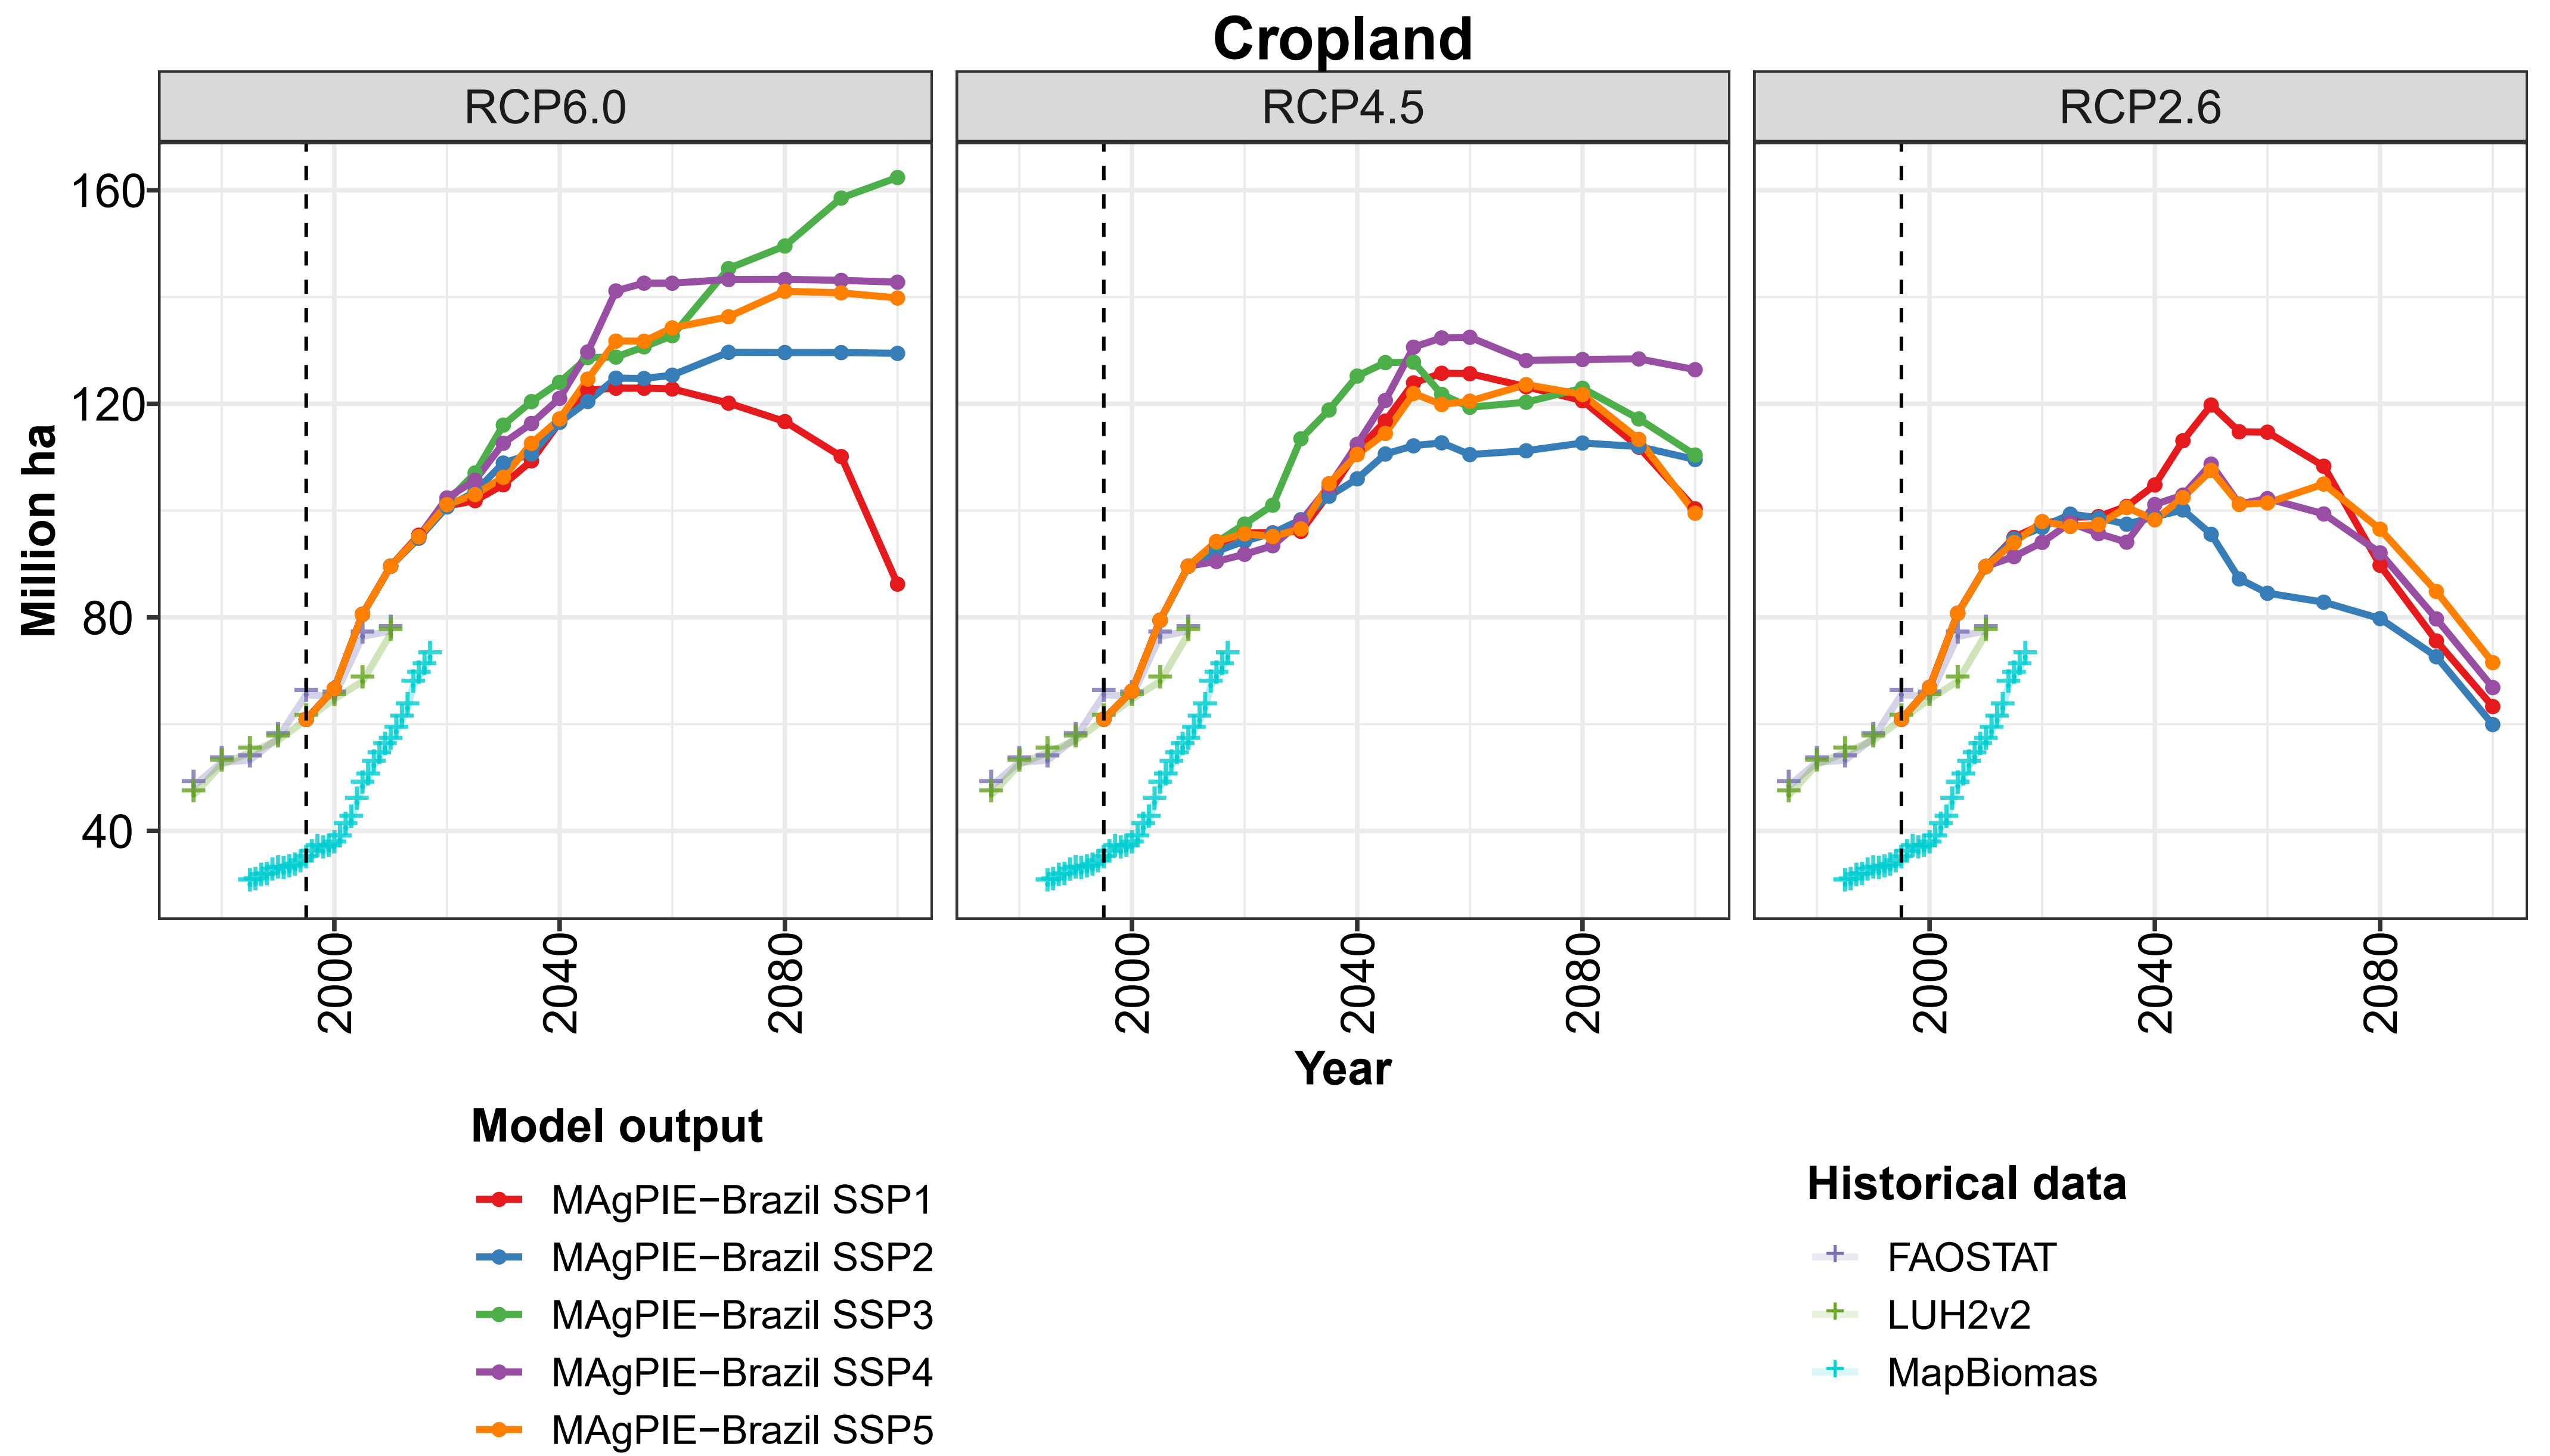 Cropland
RCP6.0
RCP4.5
RCP2.6
Million ha
160
120
80
40
2000
2040
2080
2000
2040
2080
2000
2040
2080
Year
Model output
MAgPIE−Brazil SSP1
MAgPIE−Brazil SSP2
MAgPIE−Brazil SSP3
MAgPIE−Brazil SSP4
MAgPIE−Brazil SSP5
Historical data
FAOSTAT
LUH2v2
MapBiomas